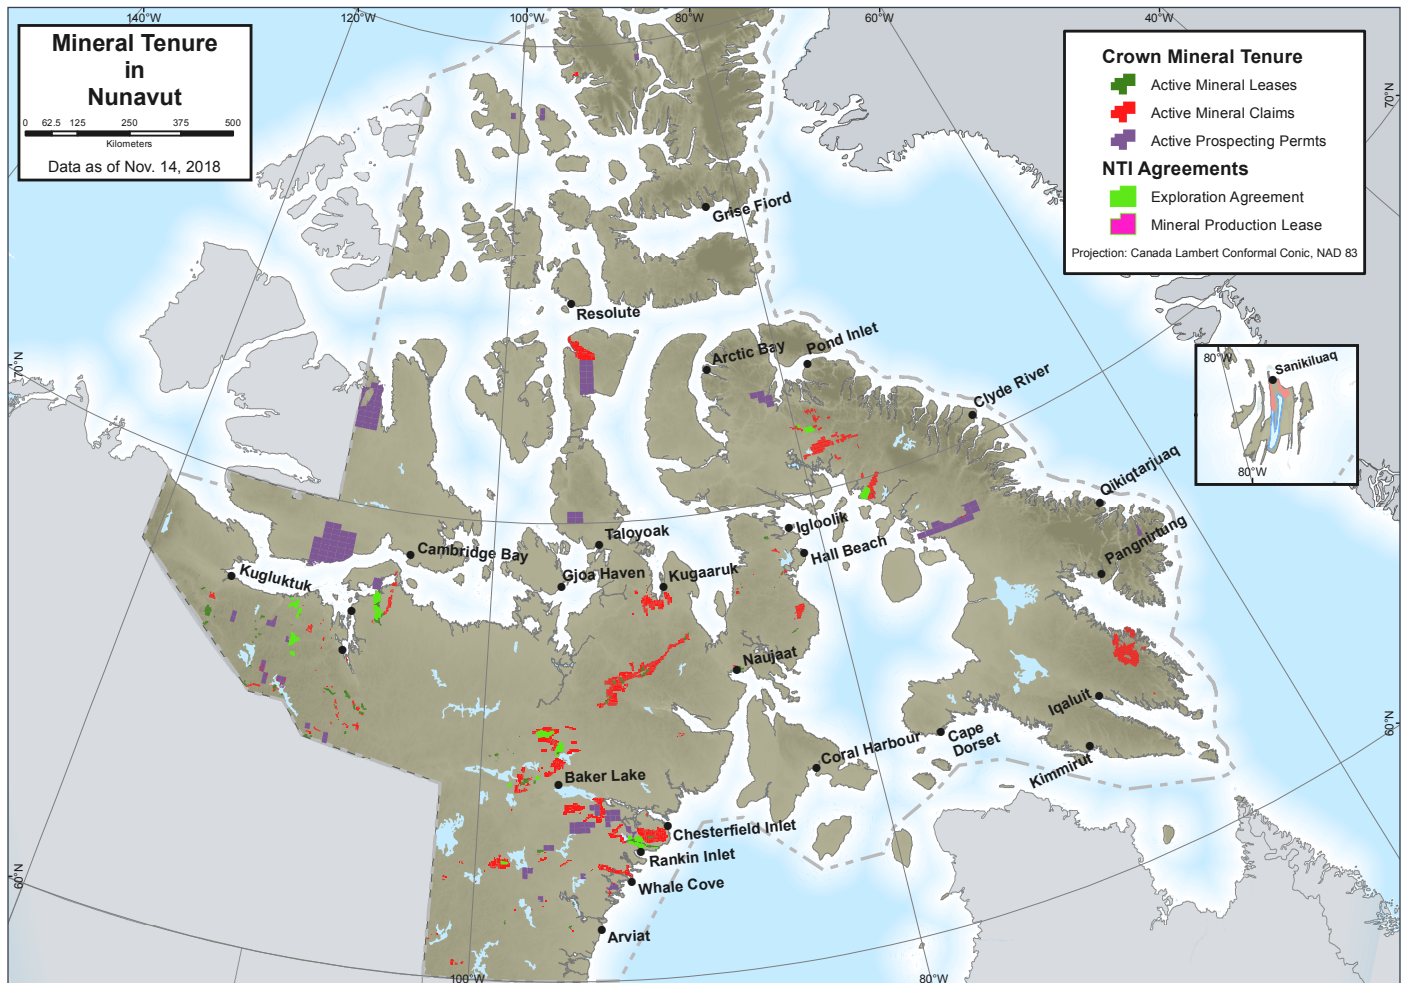 140°W
120°W
100°W
80°W
60°W
40°W
Mineral Tenure
in
Nunavut
0 62.5 125 250 375 500
Kilometers
Data as of Nov. 14, 2018
Crown Mineral Tenure
Active Mineral Leases
Active Mineral Claims
Active Prospecting Permts
NTI Agreements
Exploration Agreement
Mineral Production Lease
Projection: Canada Lambert Conformal Conic, NAD 83
70°N
Grise Fiord
Resolute
Arctic Bay
Pond Inlet
Clyde River
70°N
80°W
Sanikiluaq
80°W
Qikiqtarjuaq
Pangnirtung
Igloolik
Hall Beach
Taloyoak
Cambridge Bay
Gjoa Haven
Kugaaruk
Kugluktuk
Naujaat
Iqaluit
Cape
Dorset
Kimmirut
Coral Harbour
60°N
Baker Lake
Chesterfield Inlet
Rankin Inlet
Whale Cove
Arviat
60°N
100°W
80°W